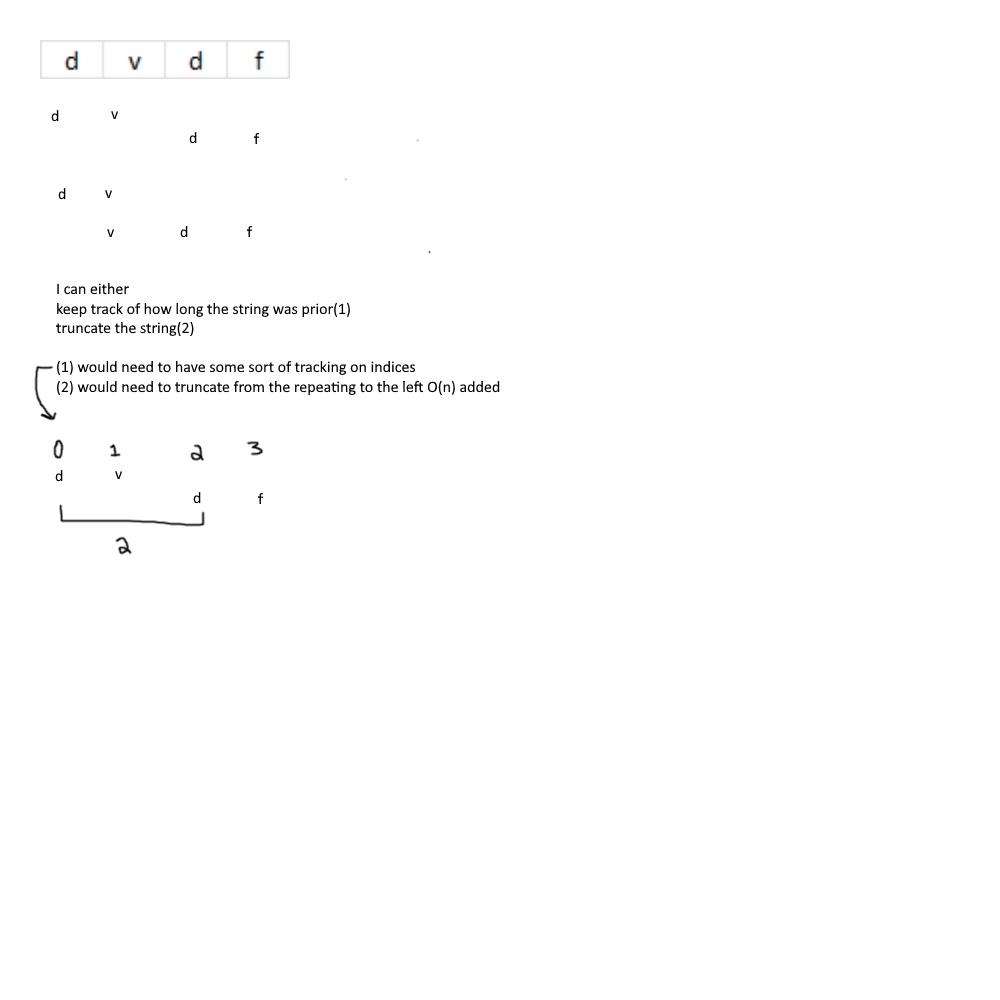 d v d f
d v
d f
d v
v d f
I can either
keep track of how long the string was prior(1)
truncate the string(2)
(1) would need to have some sort of tracking on indices
(2) would need to truncate from the repeating to the left O(n) added
0 1 2 3
d v
d f
2